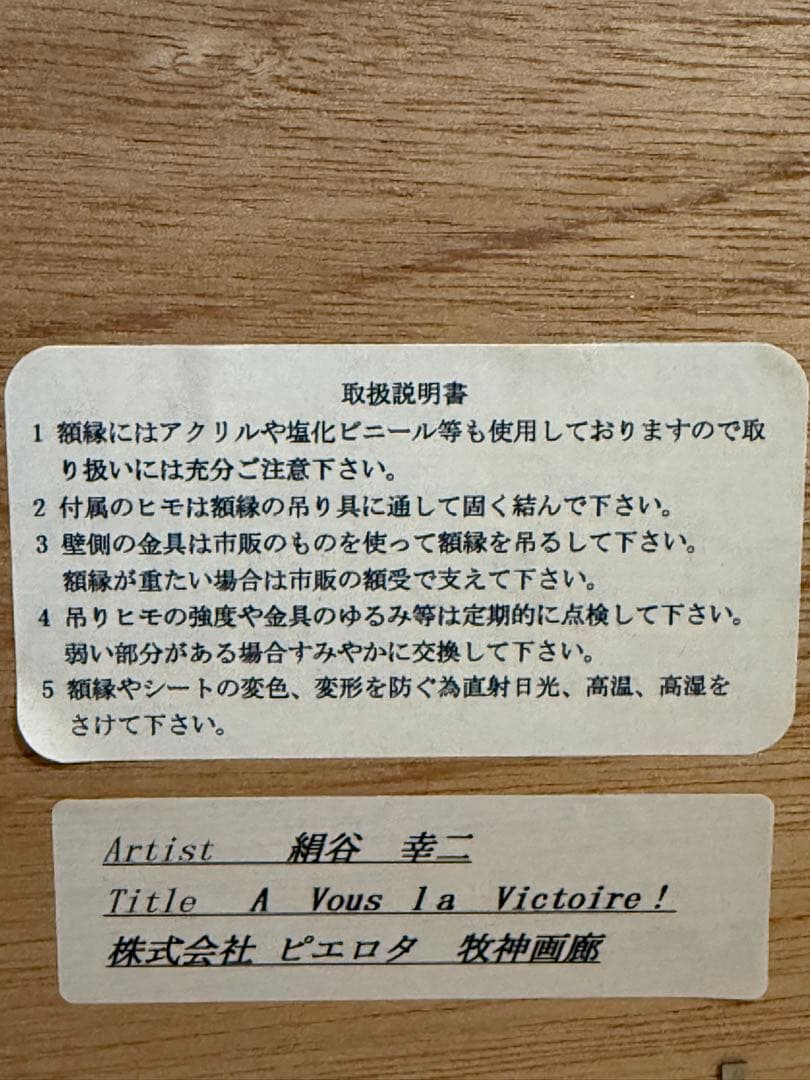 取扱説明書
1 額縁にはアクリルや塩化ビニール等も使用しておりますので取
り扱いには充分ご注意下さい。
2 付属のヒモは額縁の吊り具に通して固く結んで下さい。
3 壁側の金具は市販のものを使って額縁を吊るして下さい。
額縁が重たい場合は市販の額受で支えて下さい。
4 吊りヒモの強度や金具のゆるみ等は定期的に点検して下さい。
弱い部分がある場合すみやかに交換して下さい。
5 額縁やシートの変色、変形を防ぐ為直射日光、高温、高湿を
さけて下さい。
Artist 絹谷 幸二
Title A Vous la Victoire!
株式会社 ピエロタ 牧神画廊